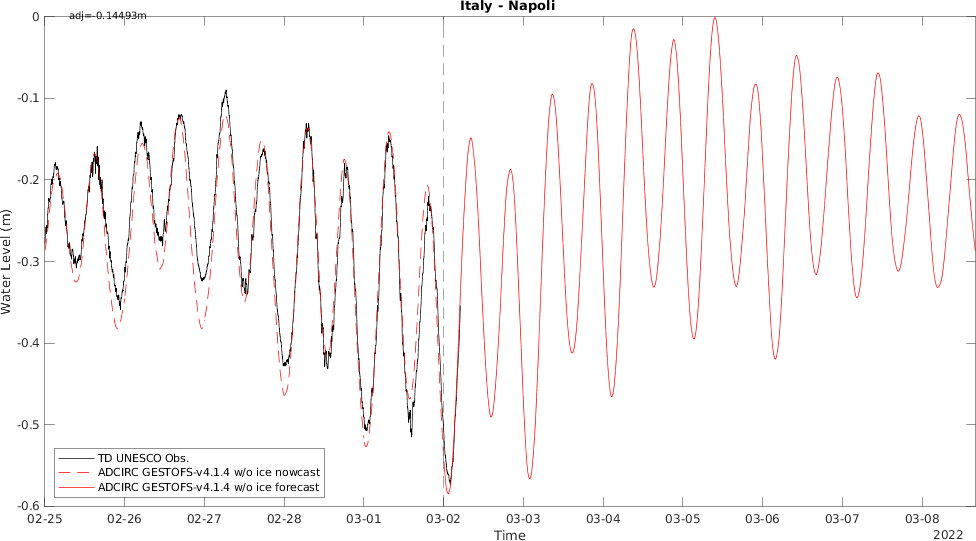 Italy - Napoli
adj=-0.14493m
0
-0.1
-0.2
-0.3
-0.4
-0.5
-0.6
Water Level (m)
TD UNESCO Obs.
ADCIRC GESTOFS-v4.1.4 w/o ice nowcast
ADCIRC GESTOFS-v4.1.4 w/o ice forecast
02-25 02-26 02-27 02-28 03-01 03-02 03-03 03-04 03-05 03-06 03-07 03-08
Time
2022